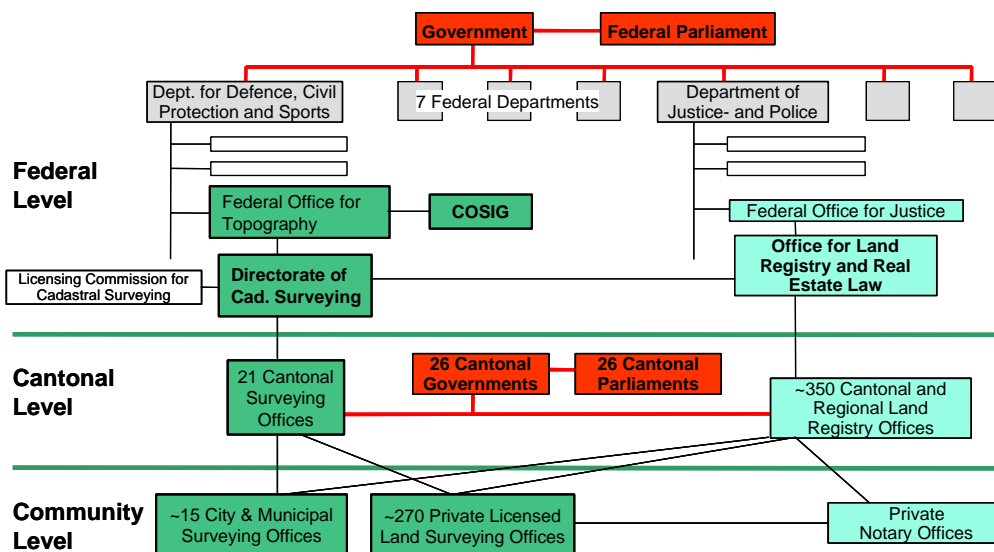 Government
Federal Parliament
Dept. for Defence, Civil
Protection and Sports
7 Federal Departments
Department of
Justice- and Police
Federal
Level
Federal Office for
Topography
COSIG
Federal Office for Justice
Licensing Commission for
Cadastral Surveying
Directorate of
Cad. Surveying
Office for Land
Registry and Real
Estate Law
Cantonal
Level
21 Cantonal
Surveying
Offices
26 Cantonal
Governments
26 Cantonal
Parliaments
~350 Cantonal and
Regional Land
Registry Offices
Community
Level
~15 City & Municipal
Surveying Offices
~270 Private Licensed
Land Surveying Offices
Private
Notary Offices